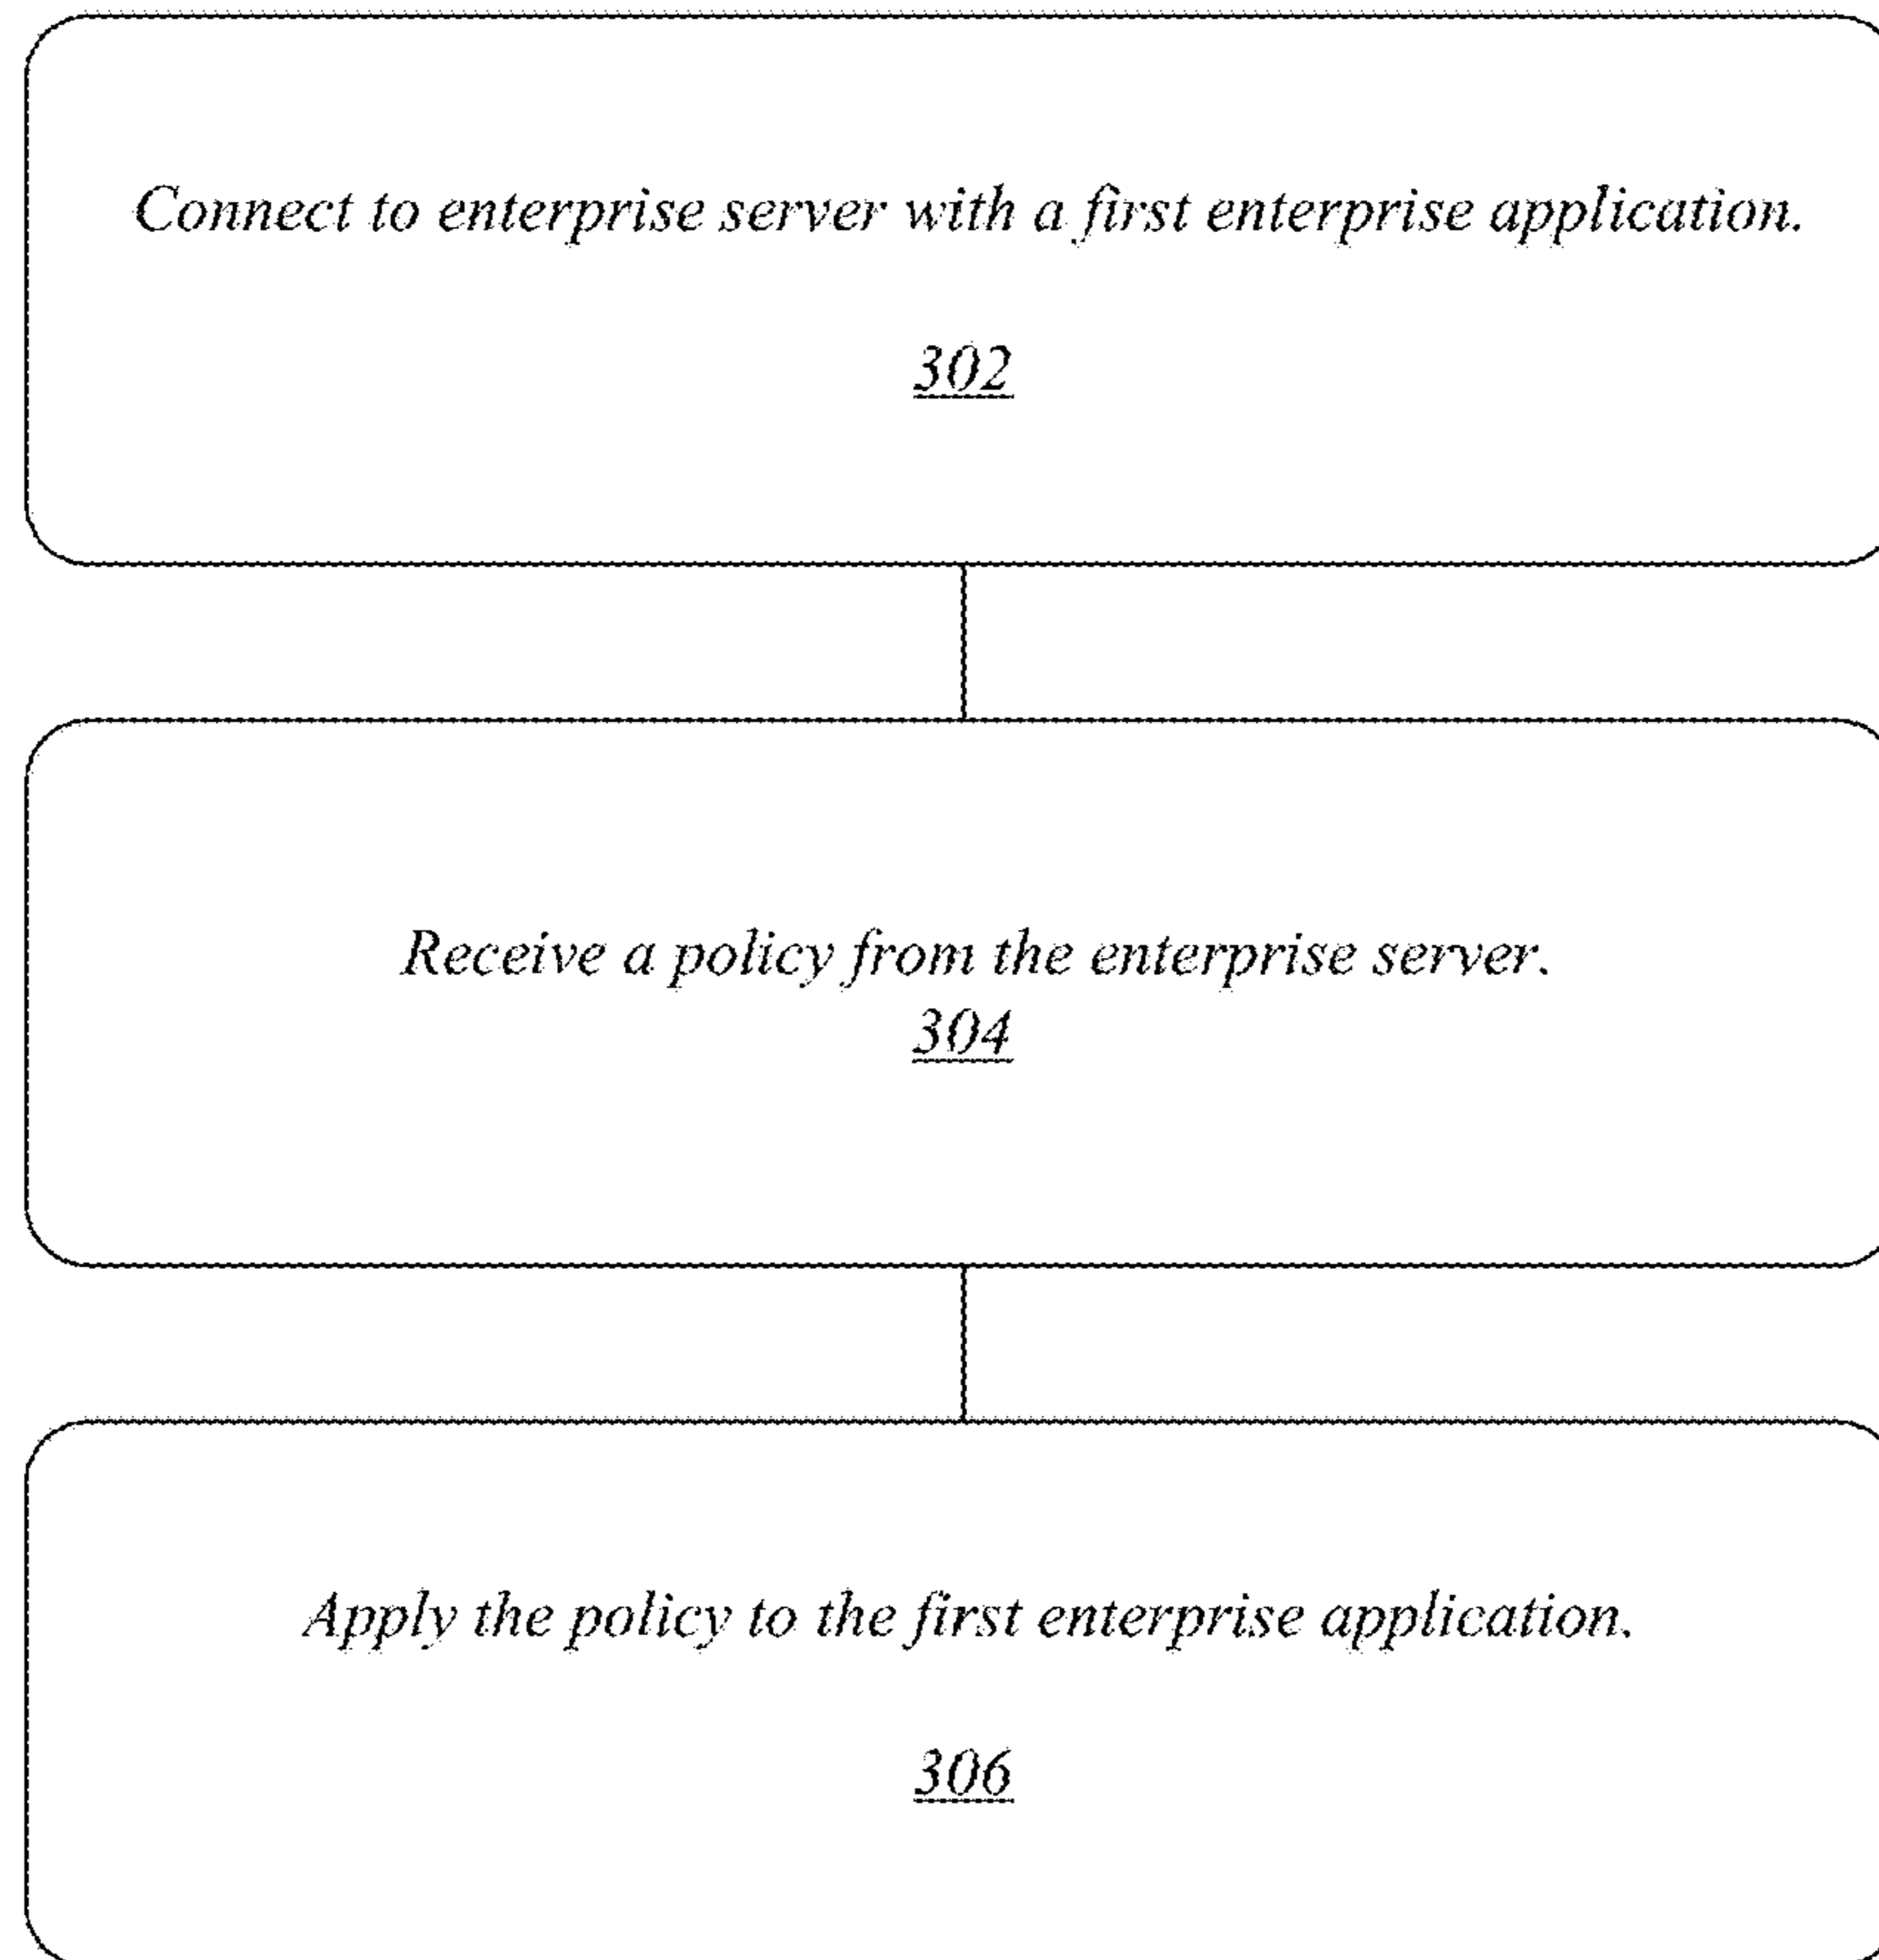 Connect to enterprise server with a first enterprise application.
302
Receive a policy from the enterprise server.
304
Apply the policy to the first enterprise application.
306